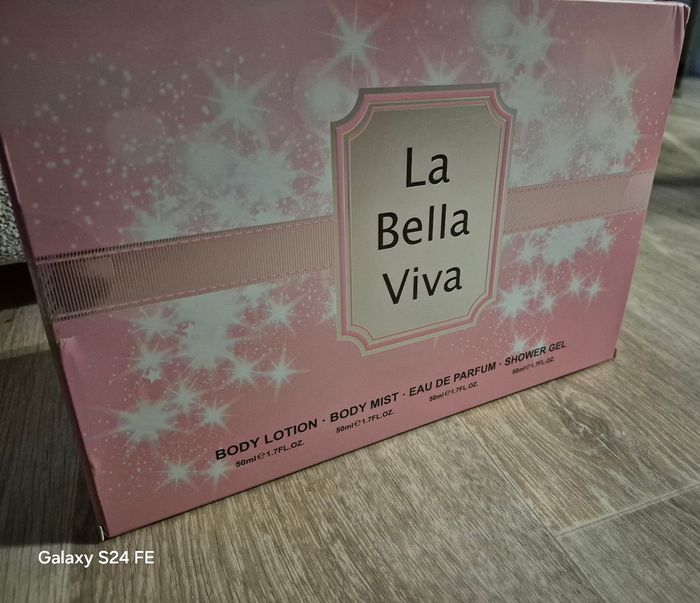 La
Bella
Viva
BODY LOTION · BODY MIST · EAU DE PARFUM · SHOWER GEL
50ml e 1.7FL.OZ. 50ml e 1.7FL.OZ. 50ml e 1.7FL.OZ. 50ml e 1.7FL.OZ.
Galaxy S24 FE